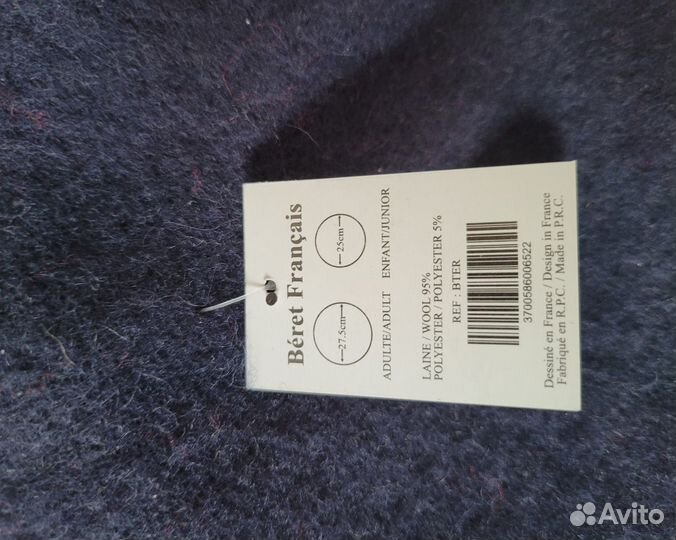 Béret Français
27.5cm
25cm
ADULTE/ADULT ENFANT/JUNIOR
LAINE / WOOL 95%
POLYESTER / POLYESTER 5%
REF : BTER
3700586006522
Dessiné en France / Design in France
Fabriqué en R.P.C. / Made in P.R.C.
Avito